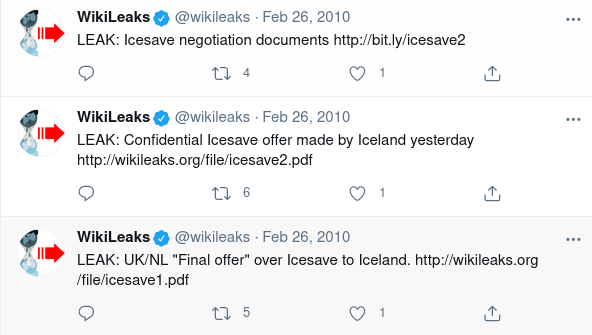 WikiLeaks @wikileaks · Feb 26, 2010
LEAK: Icesave negotiation documents http://bit.ly/icesave2
4 1
WikiLeaks @wikileaks · Feb 26, 2010
LEAK: Confidential Icesave offer made by Iceland yesterday
http://wikileaks.org/file/icesave2.pdf
6 1
WikiLeaks @wikileaks · Feb 26, 2010
LEAK: UK/NL "Final offer" over Icesave to Iceland. http://wikileaks.org
/file/icesave1.pdf
5 1